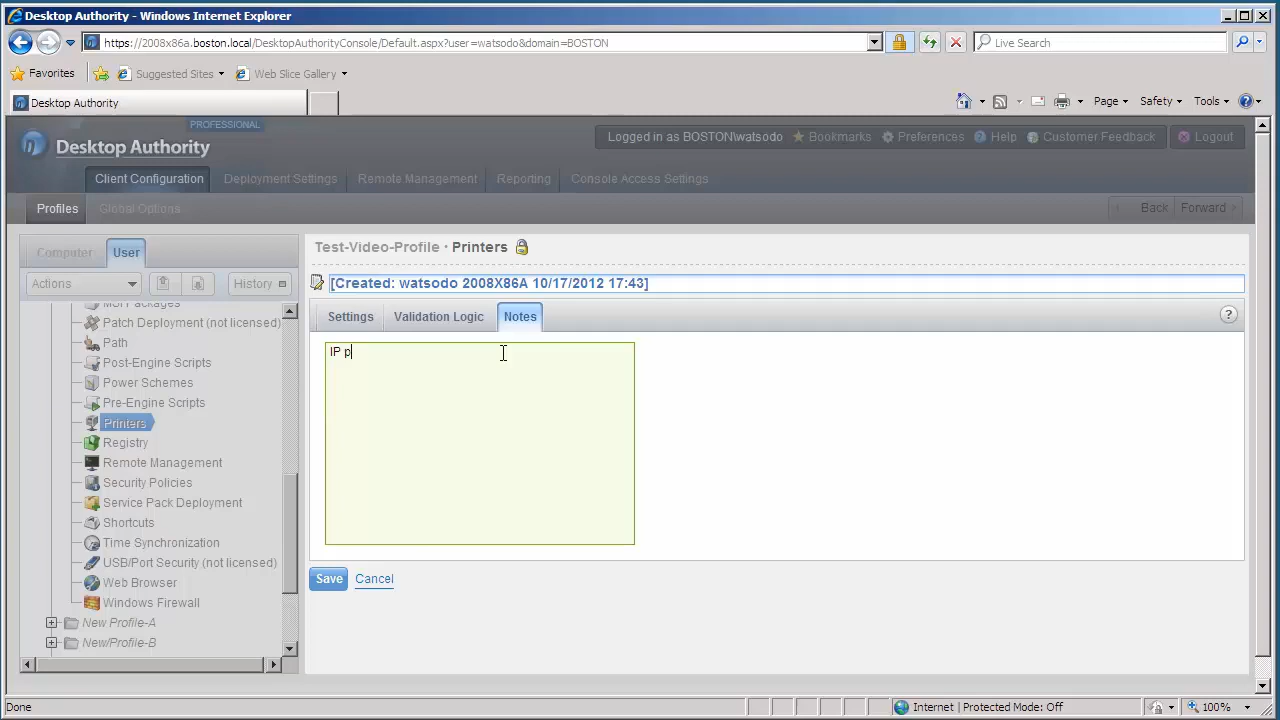 Desktop Authority - Windows Internet Explorer
https://2008x86a.boston.local/DesktopAuthorityConsole/Default.aspx?user=watsodo&domain=BOSTON
Live Search
Favorites
Suggested Sites
Web Slice Gallery
Desktop Authority
Page
Safety
Tools
PROFESSIONAL
Desktop Authority
Logged in as BOSTON\watsodo
Bookmarks
Preferences
Help
Customer Feedback
Logout
Client Configuration
Deployment Settings
Remote Management
Reporting
Console Access Settings
Profiles
Global Options
Back
Forward
Computer
User
Test-Video-Profile · Printers
Actions
History
[Created: watsodo 2008X86A 10/17/2012 17:43]
MSI Packages
Patch Deployment (not licensed)
Path
Post-Engine Scripts
Power Schemes
Pre-Engine Scripts
Printers
Registry
Remote Management
Security Policies
Service Pack Deployment
Shortcuts
Time Synchronization
USB/Port Security (not licensed)
Web Browser
Windows Firewall
New Profile-A
New/Profile-B
Settings
Validation Logic
Notes
?
IP p
Save
Cancel
Done
Internet | Protected Mode: Off
100%